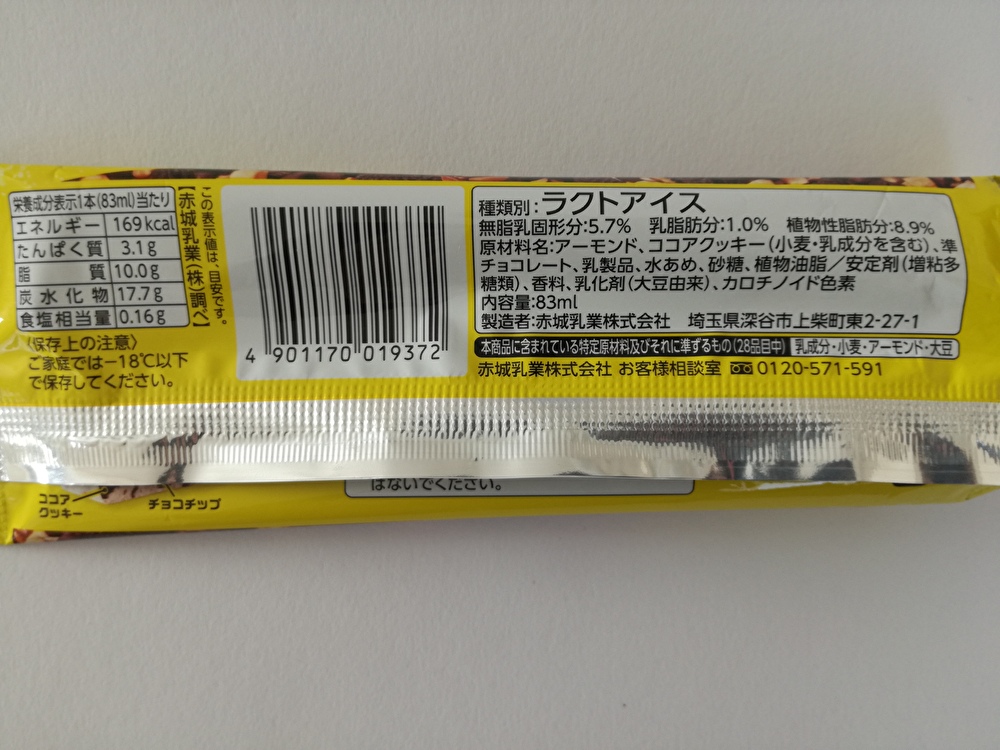 栄養成分表示1本(83ml)当たり
エネルギー 169kcal
たんぱく質 3.1g
脂質 10.0g
炭水化物 17.7g
食塩相当量 0.16g
この表示値は、目安です。
【赤城乳業(株)調べ】
〈保存上の注意〉
ご家庭では−18℃以下
で保存してください。
4 901170 019372
種類別:ラクトアイス
無脂乳固形分:5.7% 乳脂肪分:1.0% 植物性脂肪分:8.9%
原材料名:アーモンド、ココアクッキー(小麦・乳成分を含む)、準
チョコレート、乳製品、水あめ、砂糖、植物油脂／安定剤(増粘多
糖類)、香料、乳化剤(大豆由来)、カロチノイド色素
内容量:83ml
製造者:赤城乳業株式会社 埼玉県深谷市上柴町東2-27-1
本商品に含まれている特定原材料及びそれに準ずるもの(28品目中) 乳成分・小麦・アーモンド・大豆
赤城乳業株式会社 お客様相談室 0120-571-591
ココア
クッキー
チョコチップ
はないでください。